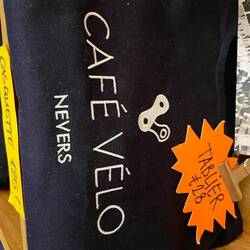 CAFÉ VÉLO
NEVERS
TABLIER
£28
CASQUETTE